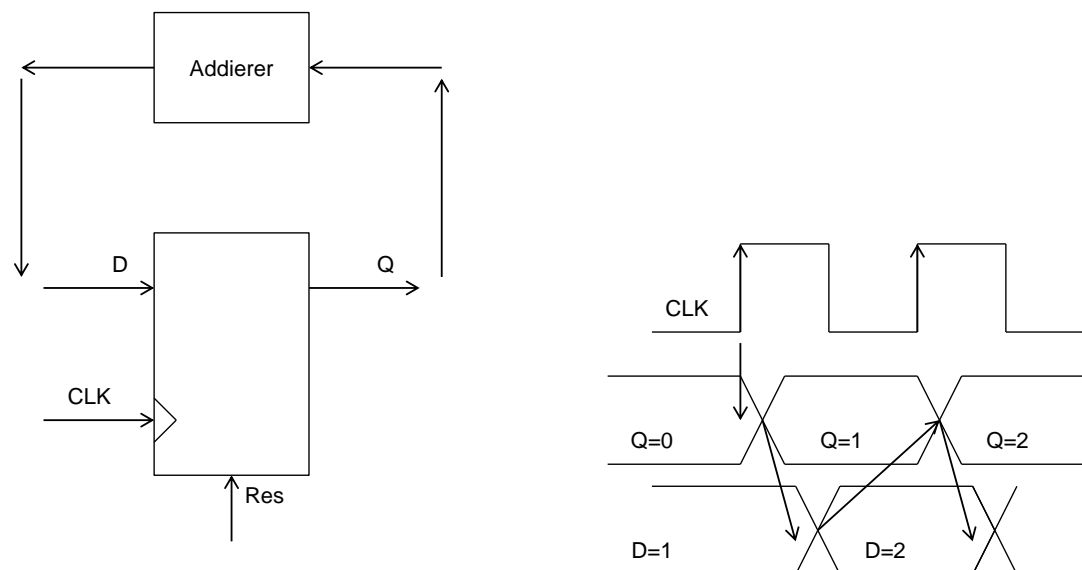 Addierer
D
Q
CLK
Res
CLK
Q=0
Q=1
Q=2
D=1
D=2